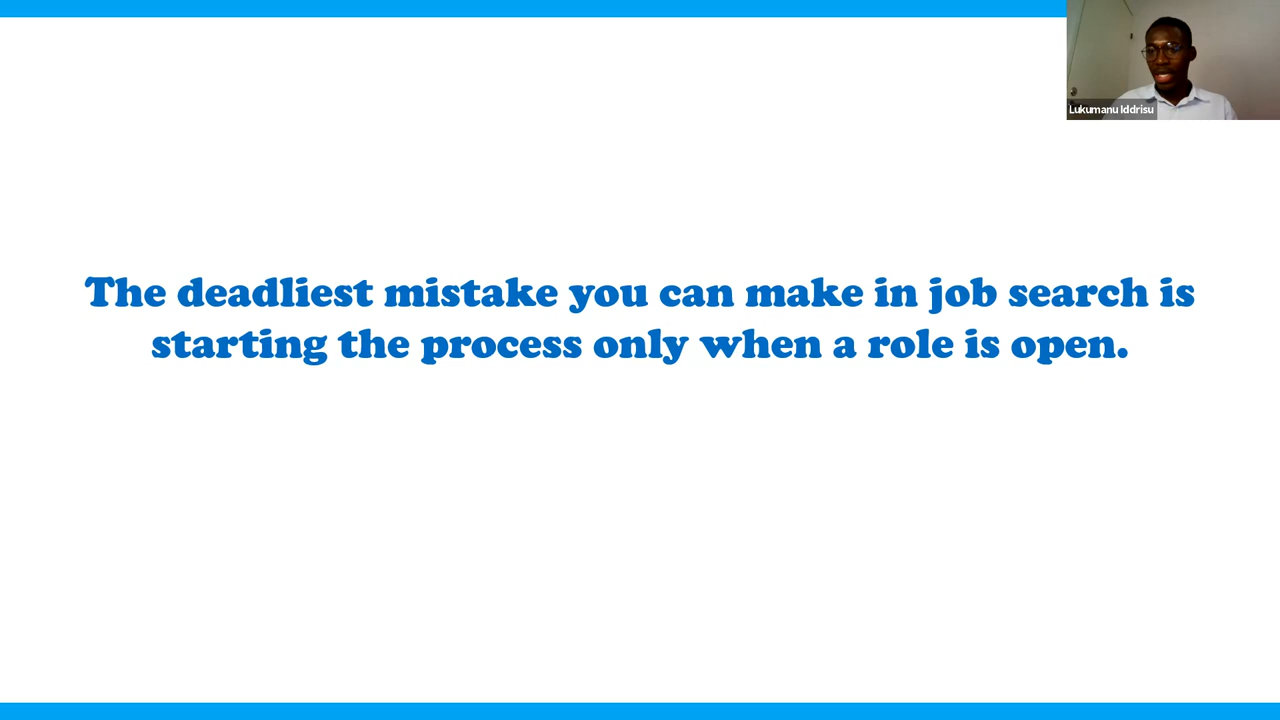 Lukumanu Iddrisu
The deadliest mistake you can make in job search is
starting the process only when a role is open.